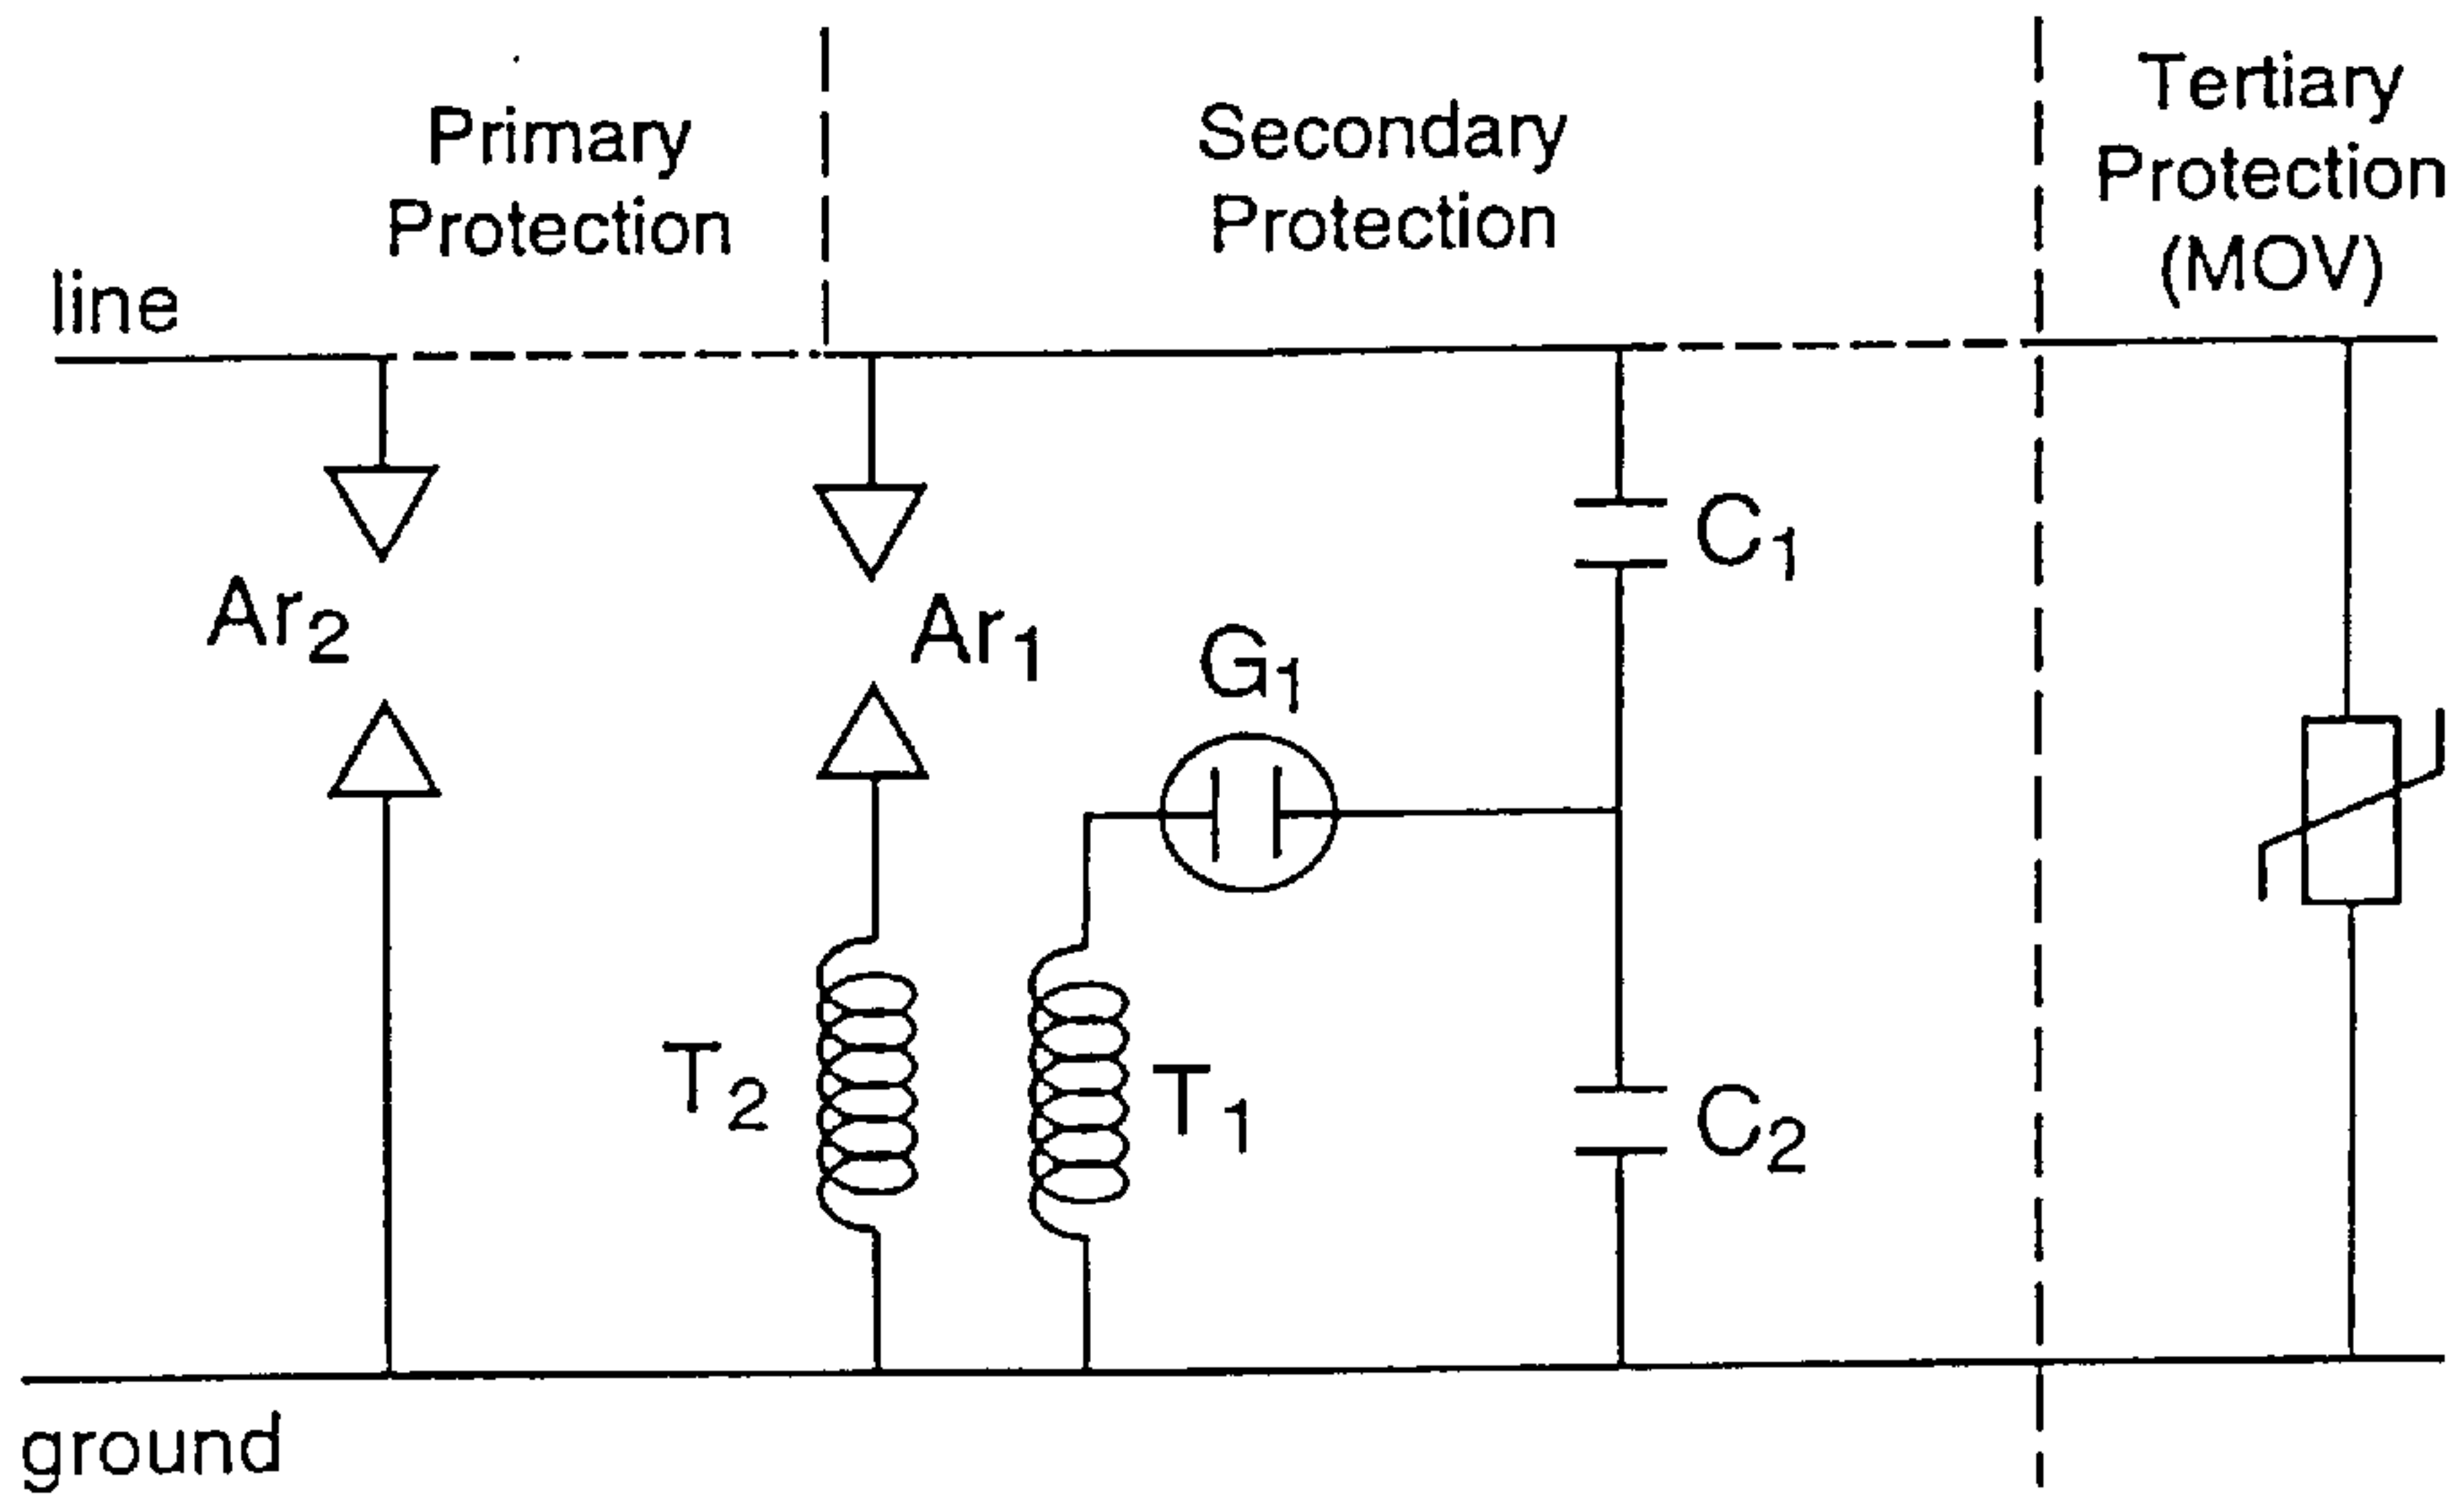 Primary
Protection
Secondary
Protection
Tertiary
Protection
(MOV)
line
Ar2
Ar1
G1
C1
T2
T1
C2
ground